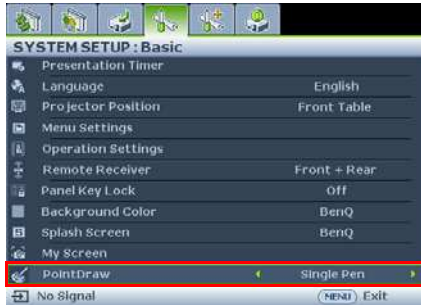 SYSTEM SETUP : Basic
Presentation Timer
Language English
Projector Position Front Table
Menu Settings
Operation Settings
Remote Receiver Front + Rear
Panel Key Lock Off
Background Color BenQ
Splash Screen BenQ
My Screen
PointDraw Single Pen
No Signal MENU Exit